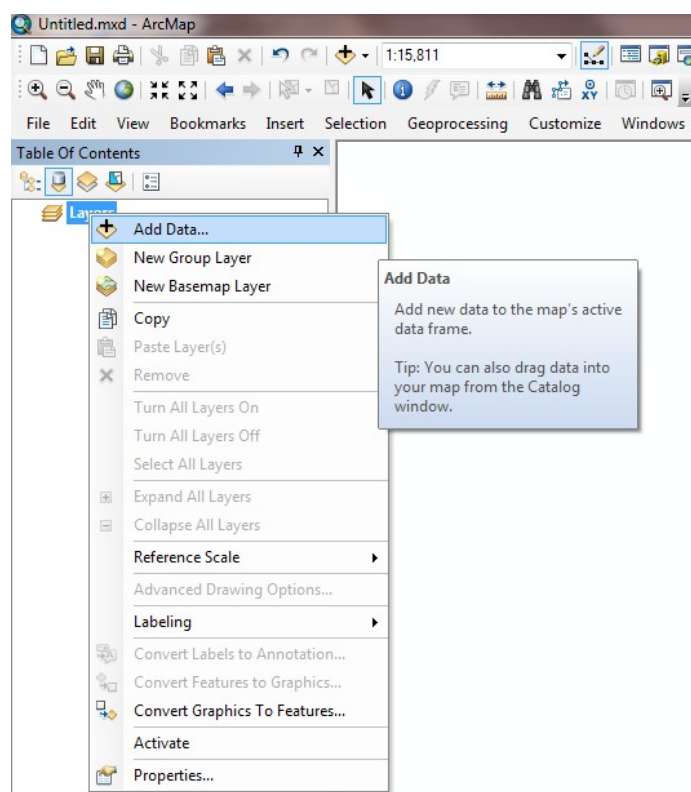 Untitled.mxd - ArcMap
1:15,811
File Edit View Bookmarks Insert Selection Geoprocessing Customize Windows
Table Of Contents
Layers
Add Data...
New Group Layer
New Basemap Layer
Copy
Paste Layer(s)
Remove
Turn All Layers On
Turn All Layers Off
Select All Layers
Expand All Layers
Collapse All Layers
Reference Scale
Advanced Drawing Options...
Labeling
Convert Labels to Annotation...
Convert Features to Graphics...
Convert Graphics To Features...
Activate
Properties...
Add Data
Add new data to the map's active
data frame.
Tip: You can also drag data into
your map from the Catalog
window.